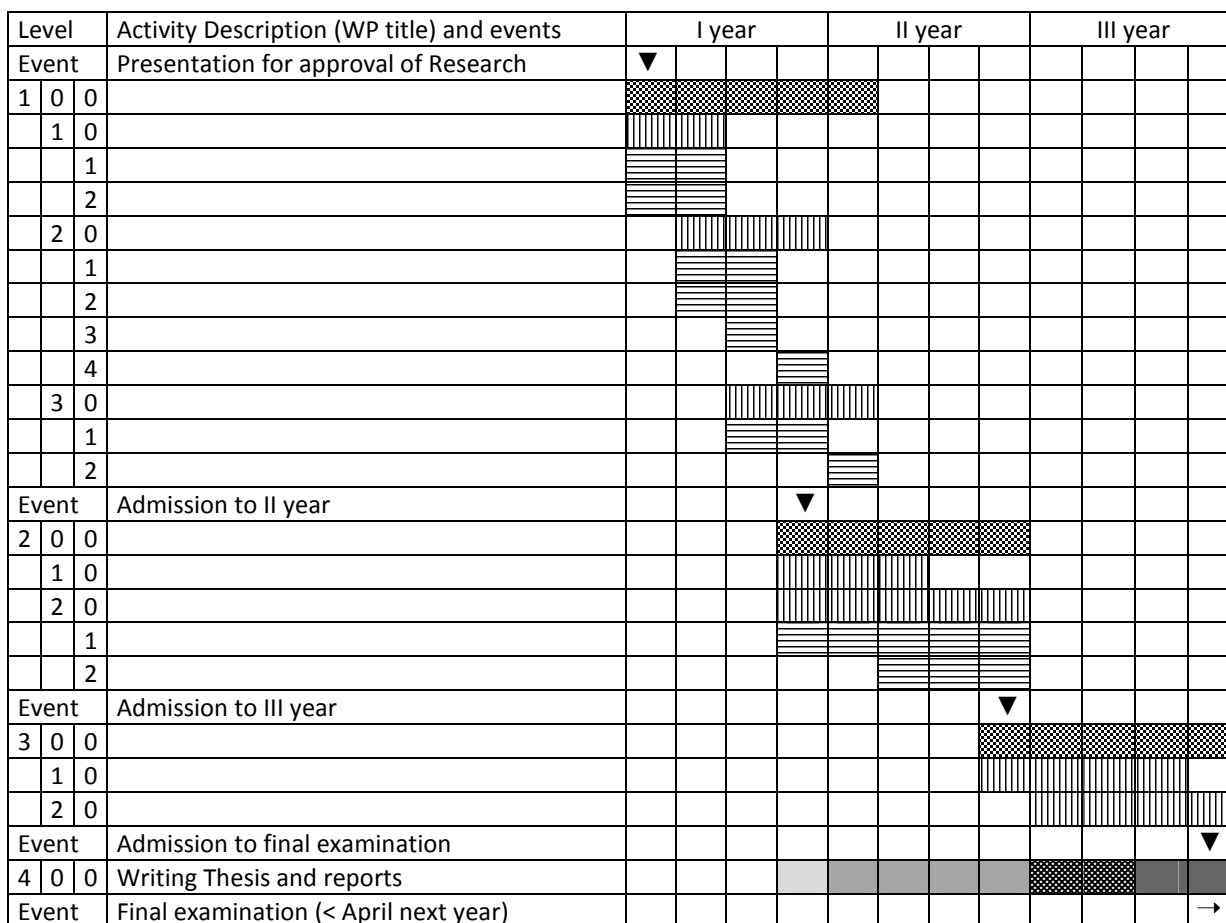 Level Activity Description (WP title) and events I year II year III year
Event Presentation for approval of Research ▼
1 0 0
1 0
1
2
2 0
1
2
3
4
3 0
1
2
Event Admission to II year ▼
2 0 0
1 0
2 0
1
2
Event Admission to III year ▼
3 0 0
1 0
2 0
Event Admission to final examination ▼
4 0 0 Writing Thesis and reports
Event Final examination (< April next year) →